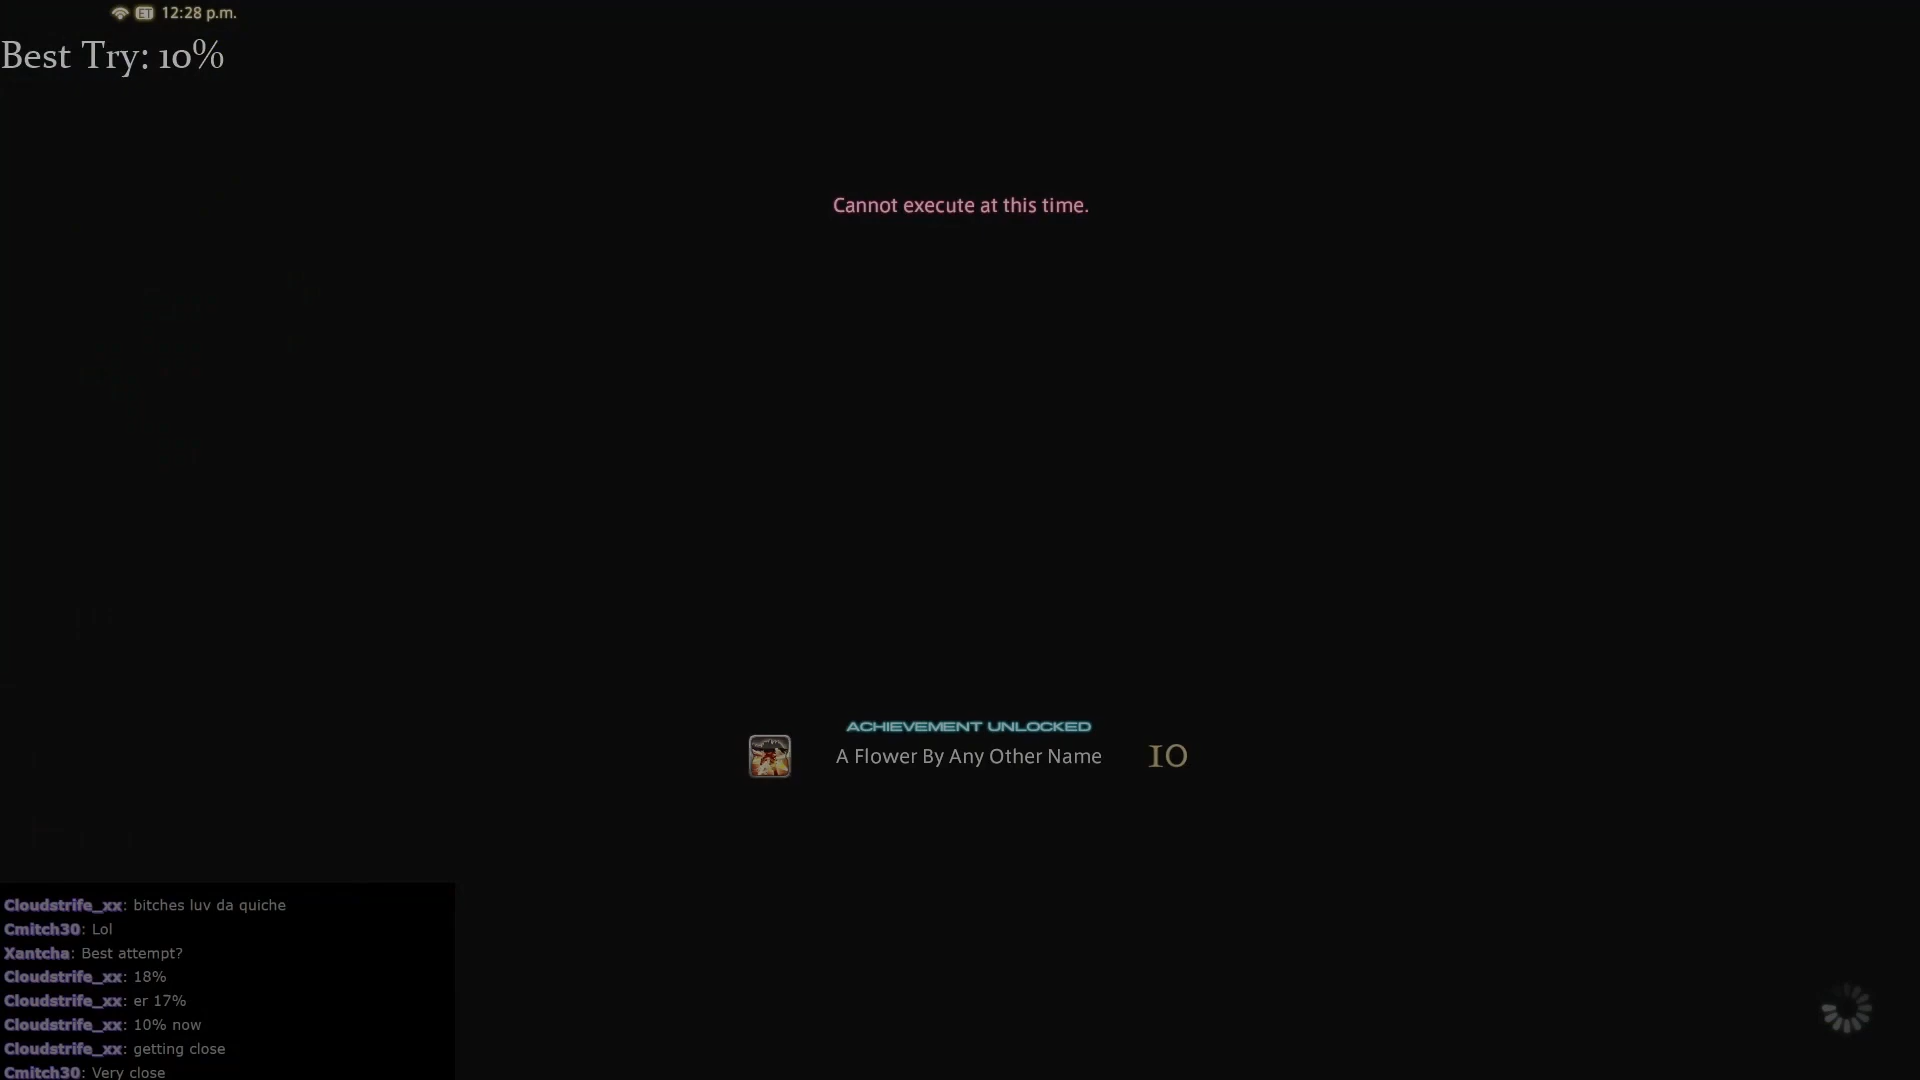 ET 12:28 p.m.
Best Try: 10%
Cannot execute at this time.
ACHIEVEMENT UNLOCKED
A Flower By Any Other Name 10
Cloudstrife_xx: bitches luv da quiche
Cmitch30: Lol
Xantcha: Best attempt?
Cloudstrife_xx: 18%
Cloudstrife_xx: er 17%
Cloudstrife_xx: 10% now
Cloudstrife_xx: getting close
Cmitch30: Very close